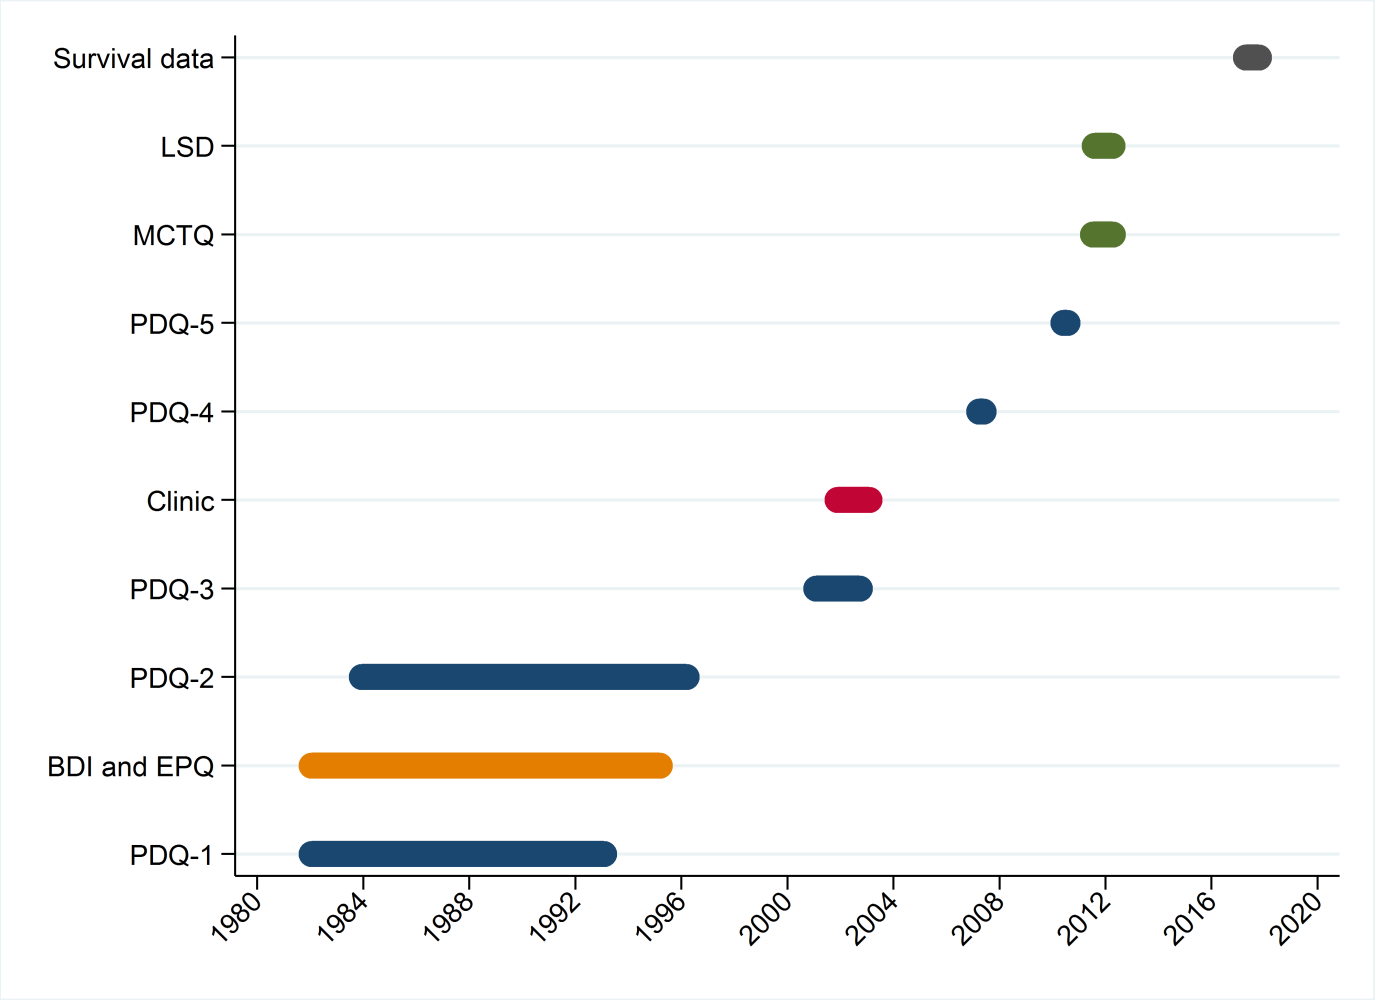 Survival data
LSD
MCTQ
PDQ-5
PDQ-4
Clinic
PDQ-3
PDQ-2
BDI and EPQ
PDQ-1
1980 1984 1988 1992 1996 2000 2004 2008 2012 2016 2020